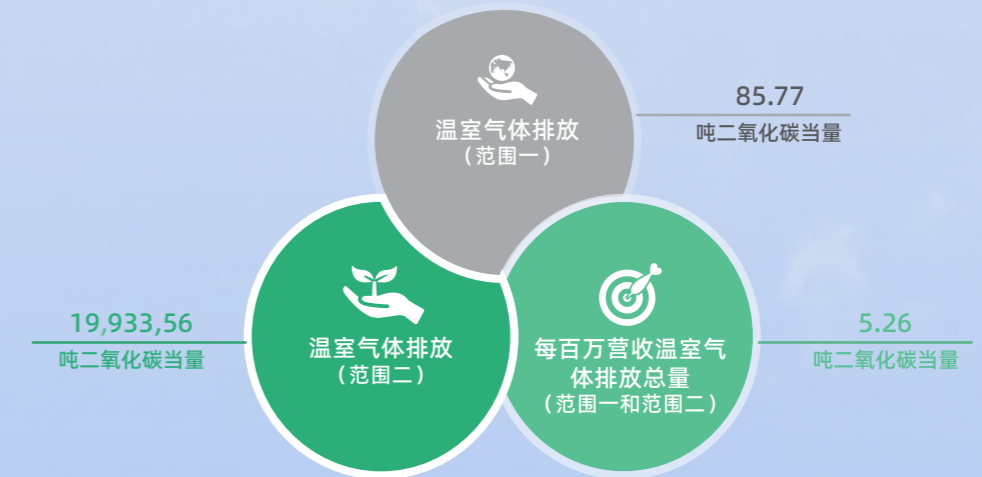 温室气体排放
（范围一）
85.77
吨二氧化碳当量
19,933,56
吨二氧化碳当量
温室气体排放
（范围二）
每百万营收温室气
体排放总量
（范围一和范围二）
5.26
吨二氧化碳当量